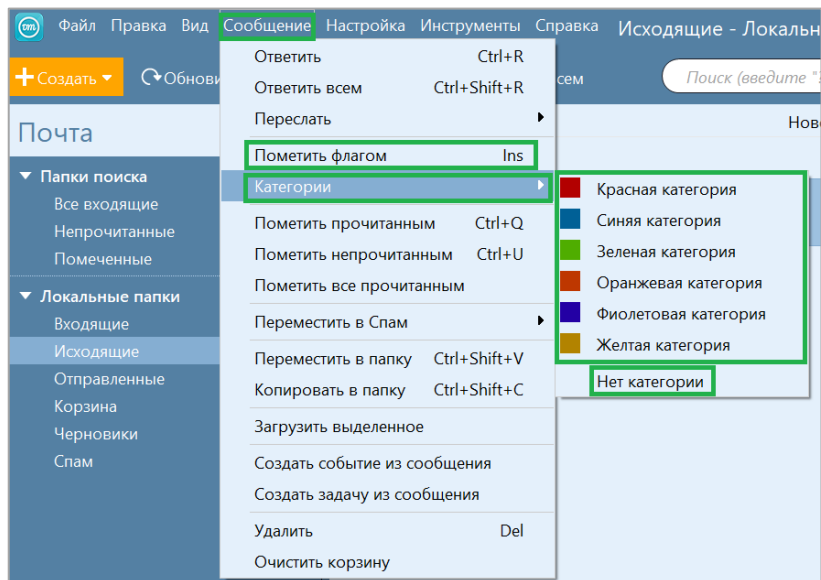 Файл Правка Вид Сообщение Настройка Инструменты Справка Исходящие - Локальн
Создать Обнови сем Поиск (введите "
Почта
Нов
Папки поиска
Все входящие
Непрочитанные
Помеченные
Локальные папки
Входящие
Исходящие
Отправленные
Корзина
Черновики
Спам
Ответить Ctrl+R
Ответить всем Ctrl+Shift+R
Переслать
Пометить флагом Ins
Категории
Пометить прочитанным Ctrl+Q
Пометить непрочитанным Ctrl+U
Пометить все прочитанным
Переместить в Спам
Переместить в папку Ctrl+Shift+V
Копировать в папку Ctrl+Shift+C
Загрузить выделенное
Создать событие из сообщения
Создать задачу из сообщения
Удалить Del
Очистить корзину
Красная категория
Синяя категория
Зеленая категория
Оранжевая категория
Фиолетовая категория
Желтая категория
Нет категории